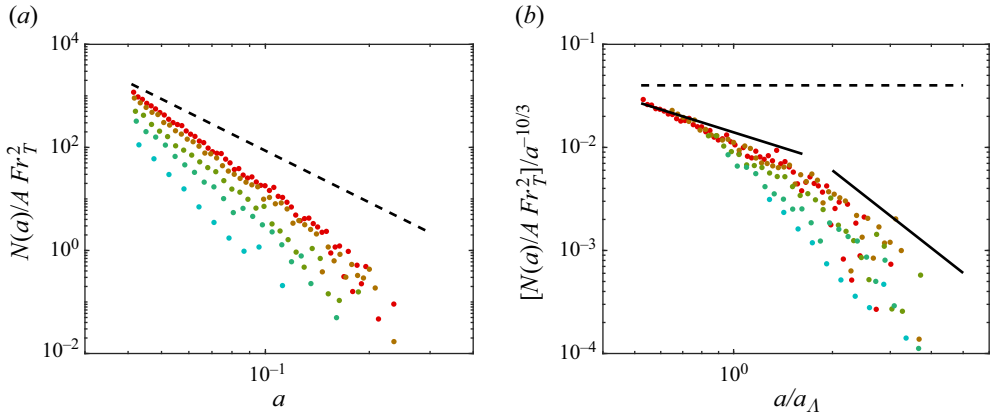 (a)
(b)
10^4
10^2
10^0
10^{-2}
N(a)/A Fr_T^2
10^{-1}
a
10^{-1}
10^{-2}
10^{-3}
10^{-4}
[N(a)/A Fr_T^2]/a^{-10/3}
10^0
a/a_Λ